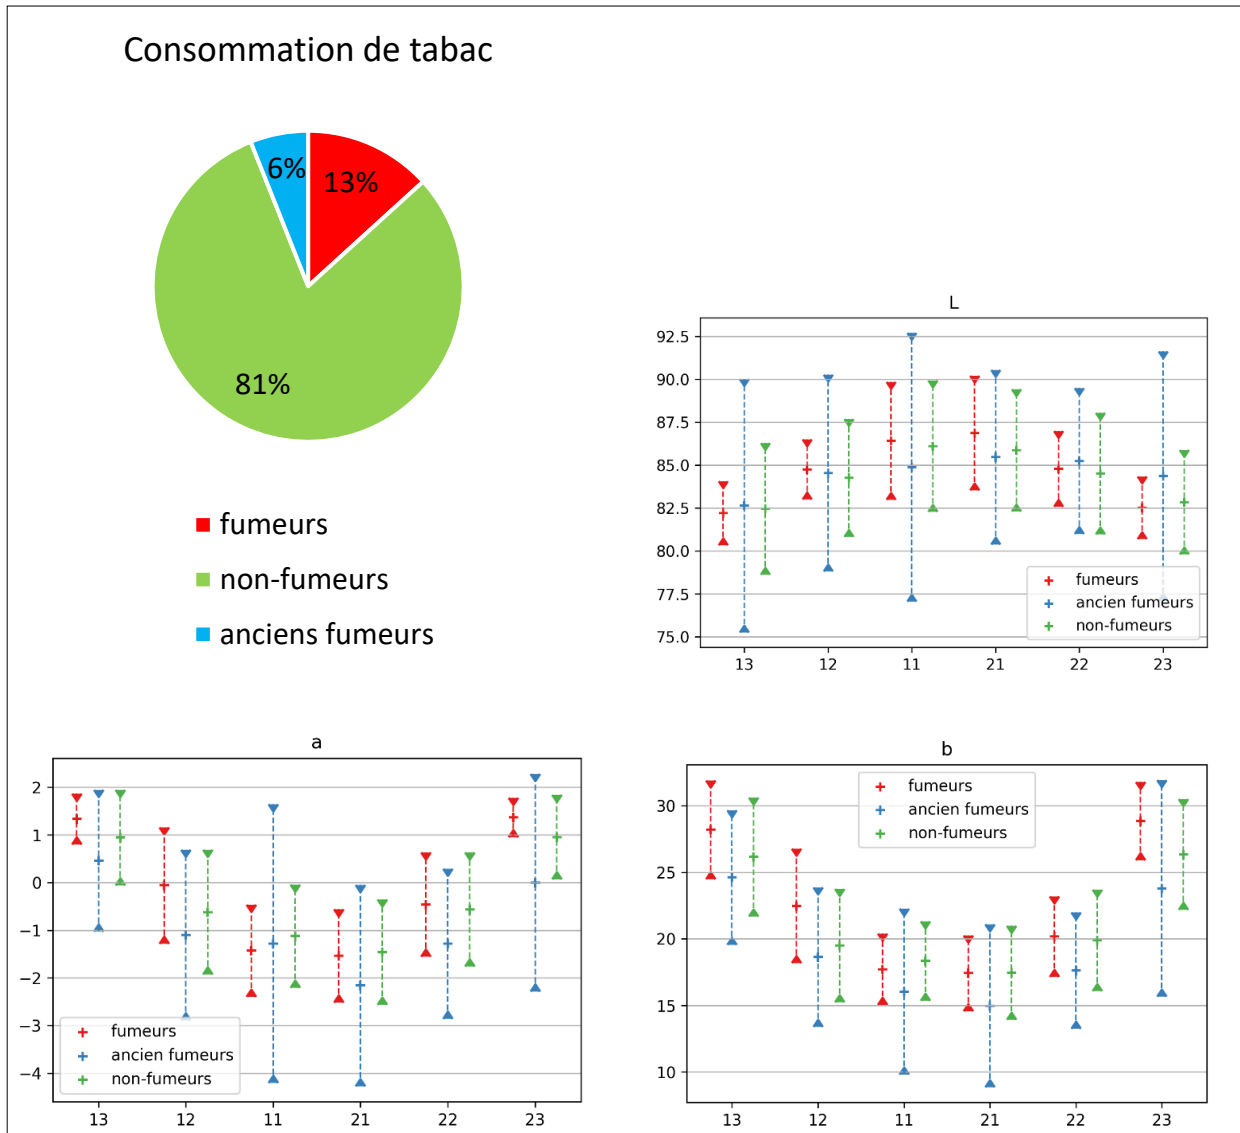 Consommation de tabac
6%
13%
81%
fumeurs
non-fumeurs
anciens fumeurs
L
92.5
90.0
87.5
85.0
82.5
80.0
77.5
75.0
fumeurs
ancien fumeurs
non-fumeurs
13 12 11 21 22 23
a
2
1
0
−1
−2
−3
−4
fumeurs
ancien fumeurs
non-fumeurs
13 12 11 21 22 23
b
30
25
20
15
10
fumeurs
ancien fumeurs
non-fumeurs
13 12 11 21 22 23